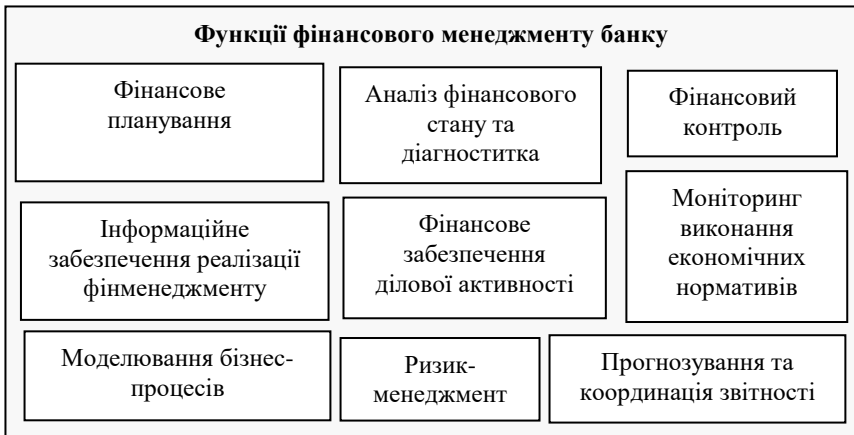 Функції фінансового менеджменту банку
Фінансове
планування
Аналіз фінансового
стану та
діагноститка
Фінансовий
контроль
Інформаційне
забезпечення реалізації
фінменеджменту
Фінансове
забезпечення
ділової активності
Моніторинг
виконання
економічних
нормативів
Моделювання бізнес-
процесів
Ризик-
менеджмент
Прогнозування та
координація звітності